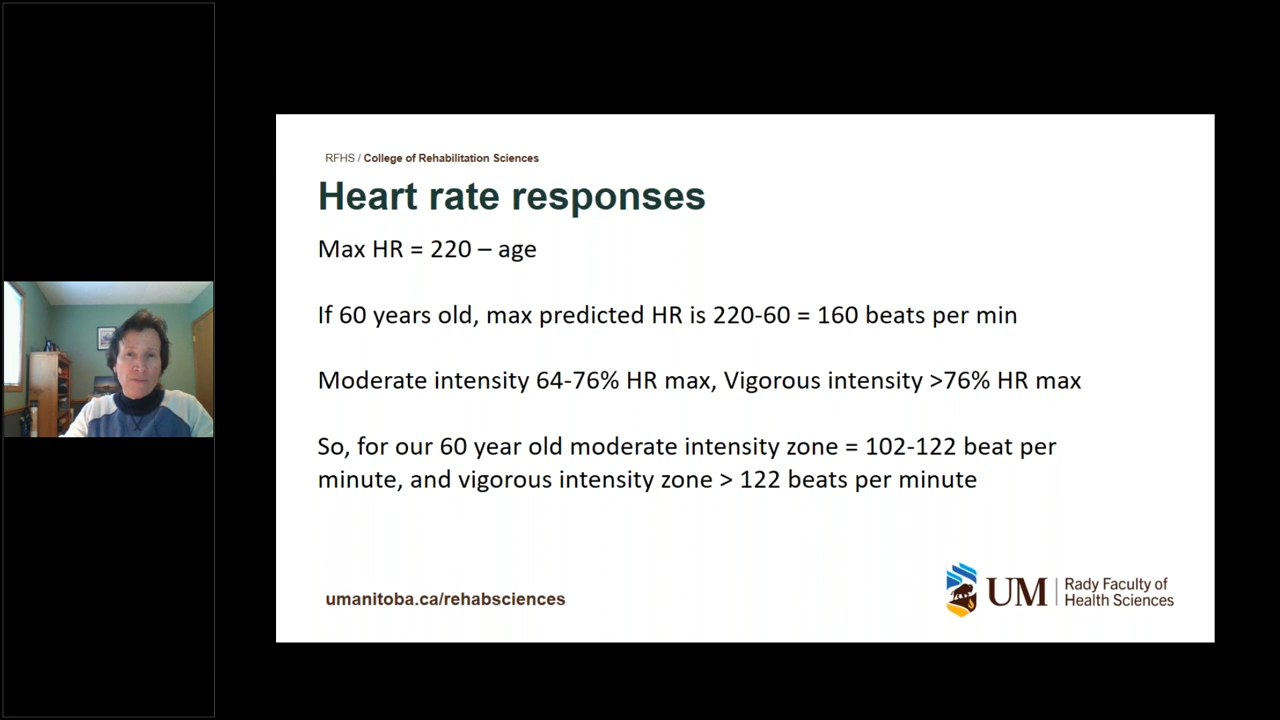 RFHS / College of Rehabilitation Sciences
Heart rate responses
Max HR = 220 – age
If 60 years old, max predicted HR is 220-60 = 160 beats per min
Moderate intensity 64-76% HR max, Vigorous intensity >76% HR max
So, for our 60 year old moderate intensity zone = 102-122 beat per
minute, and vigorous intensity zone > 122 beats per minute
umanitoba.ca/rehabsciences
UM
Rady Faculty of
Health Sciences